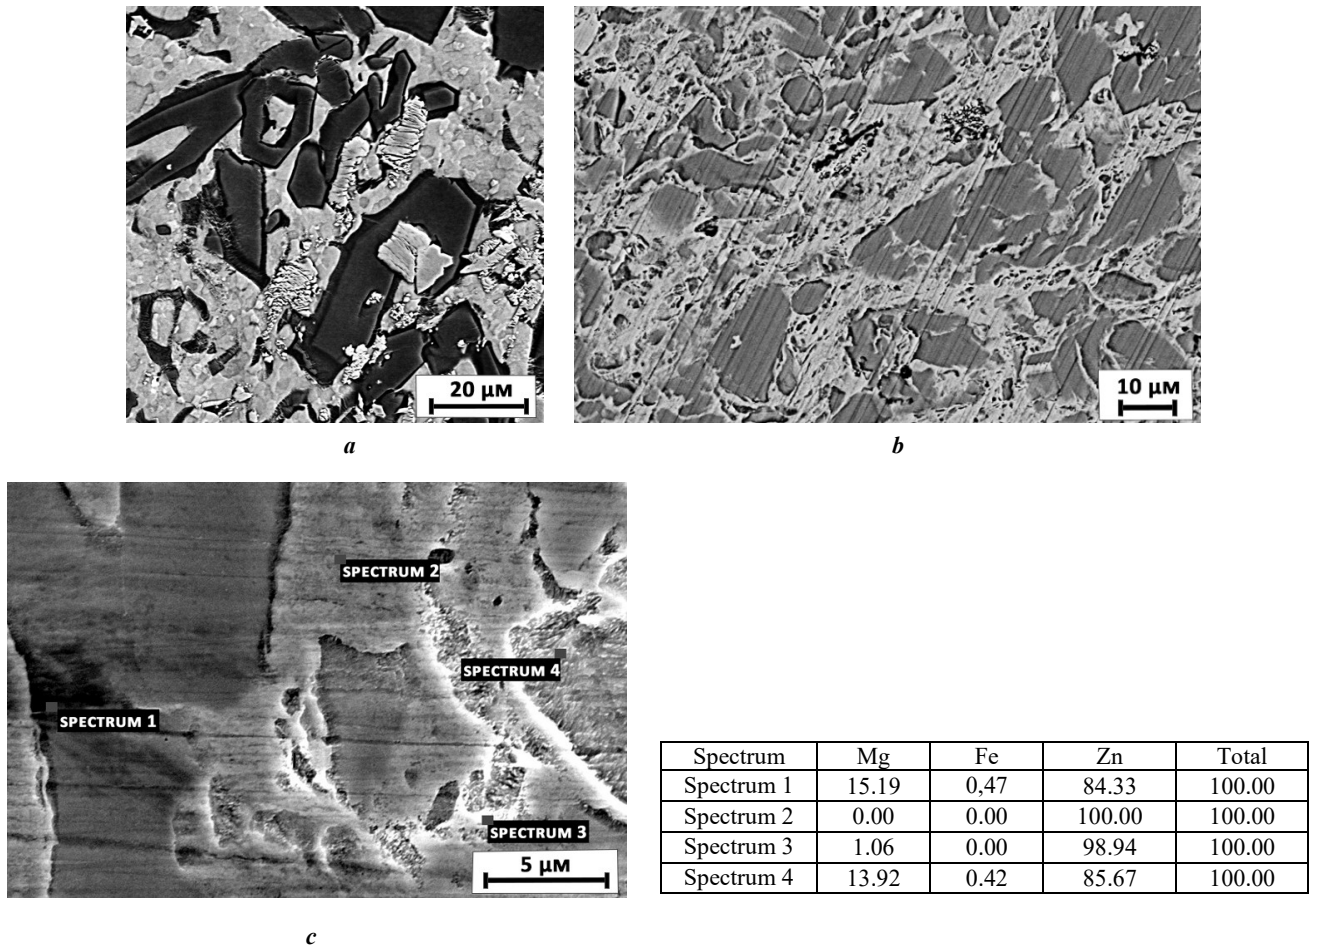 20 μм
10 μм
a
b
SPECTRUM 2
SPECTRUM 4
SPECTRUM 1
SPECTRUM 3
5 μм
c
Spectrum Mg Fe Zn Total
Spectrum 1 15.19 0,47 84.33 100.00
Spectrum 2 0.00 0.00 100.00 100.00
Spectrum 3 1.06 0.00 98.94 100.00
Spectrum 4 13.92 0.42 85.67 100.00